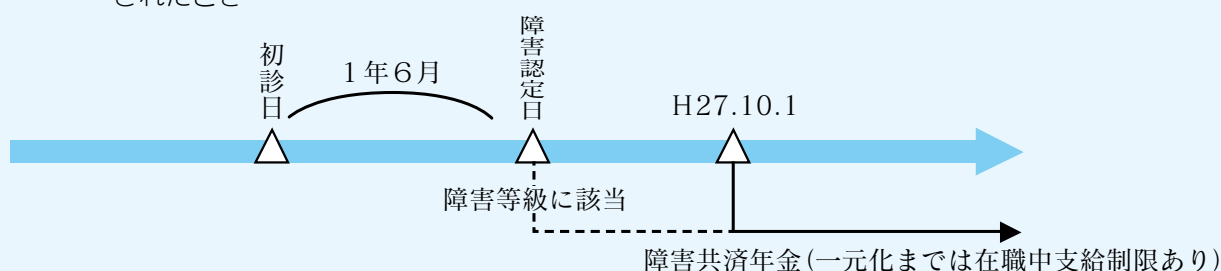 されたとき
初診日
1年6月
障害認定日
H27.10.1
障害等級に該当
障害共済年金(一元化までは在職中支給制限あり)